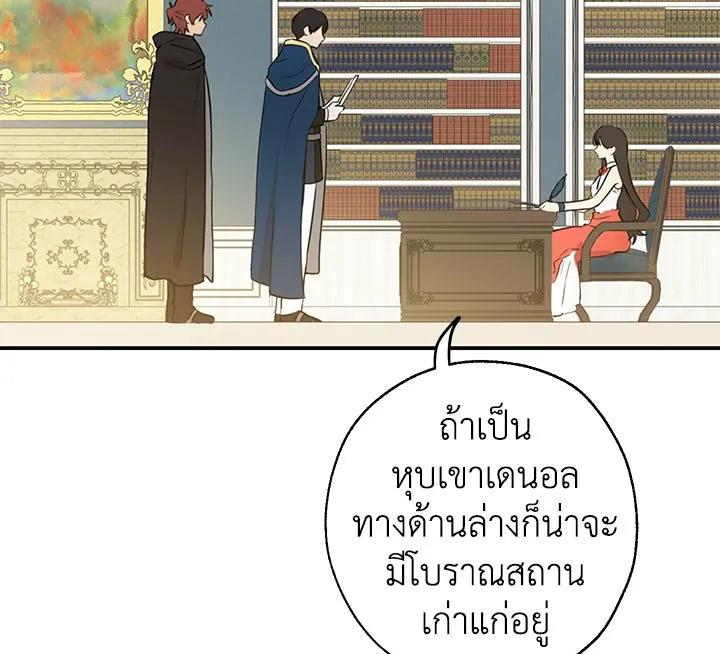 ถ้าเป็น
หุบเขาเดนอล
ทางด้านล่างก็น่าจะ
มีโบราณสถาน
เก่าแก่อยู่